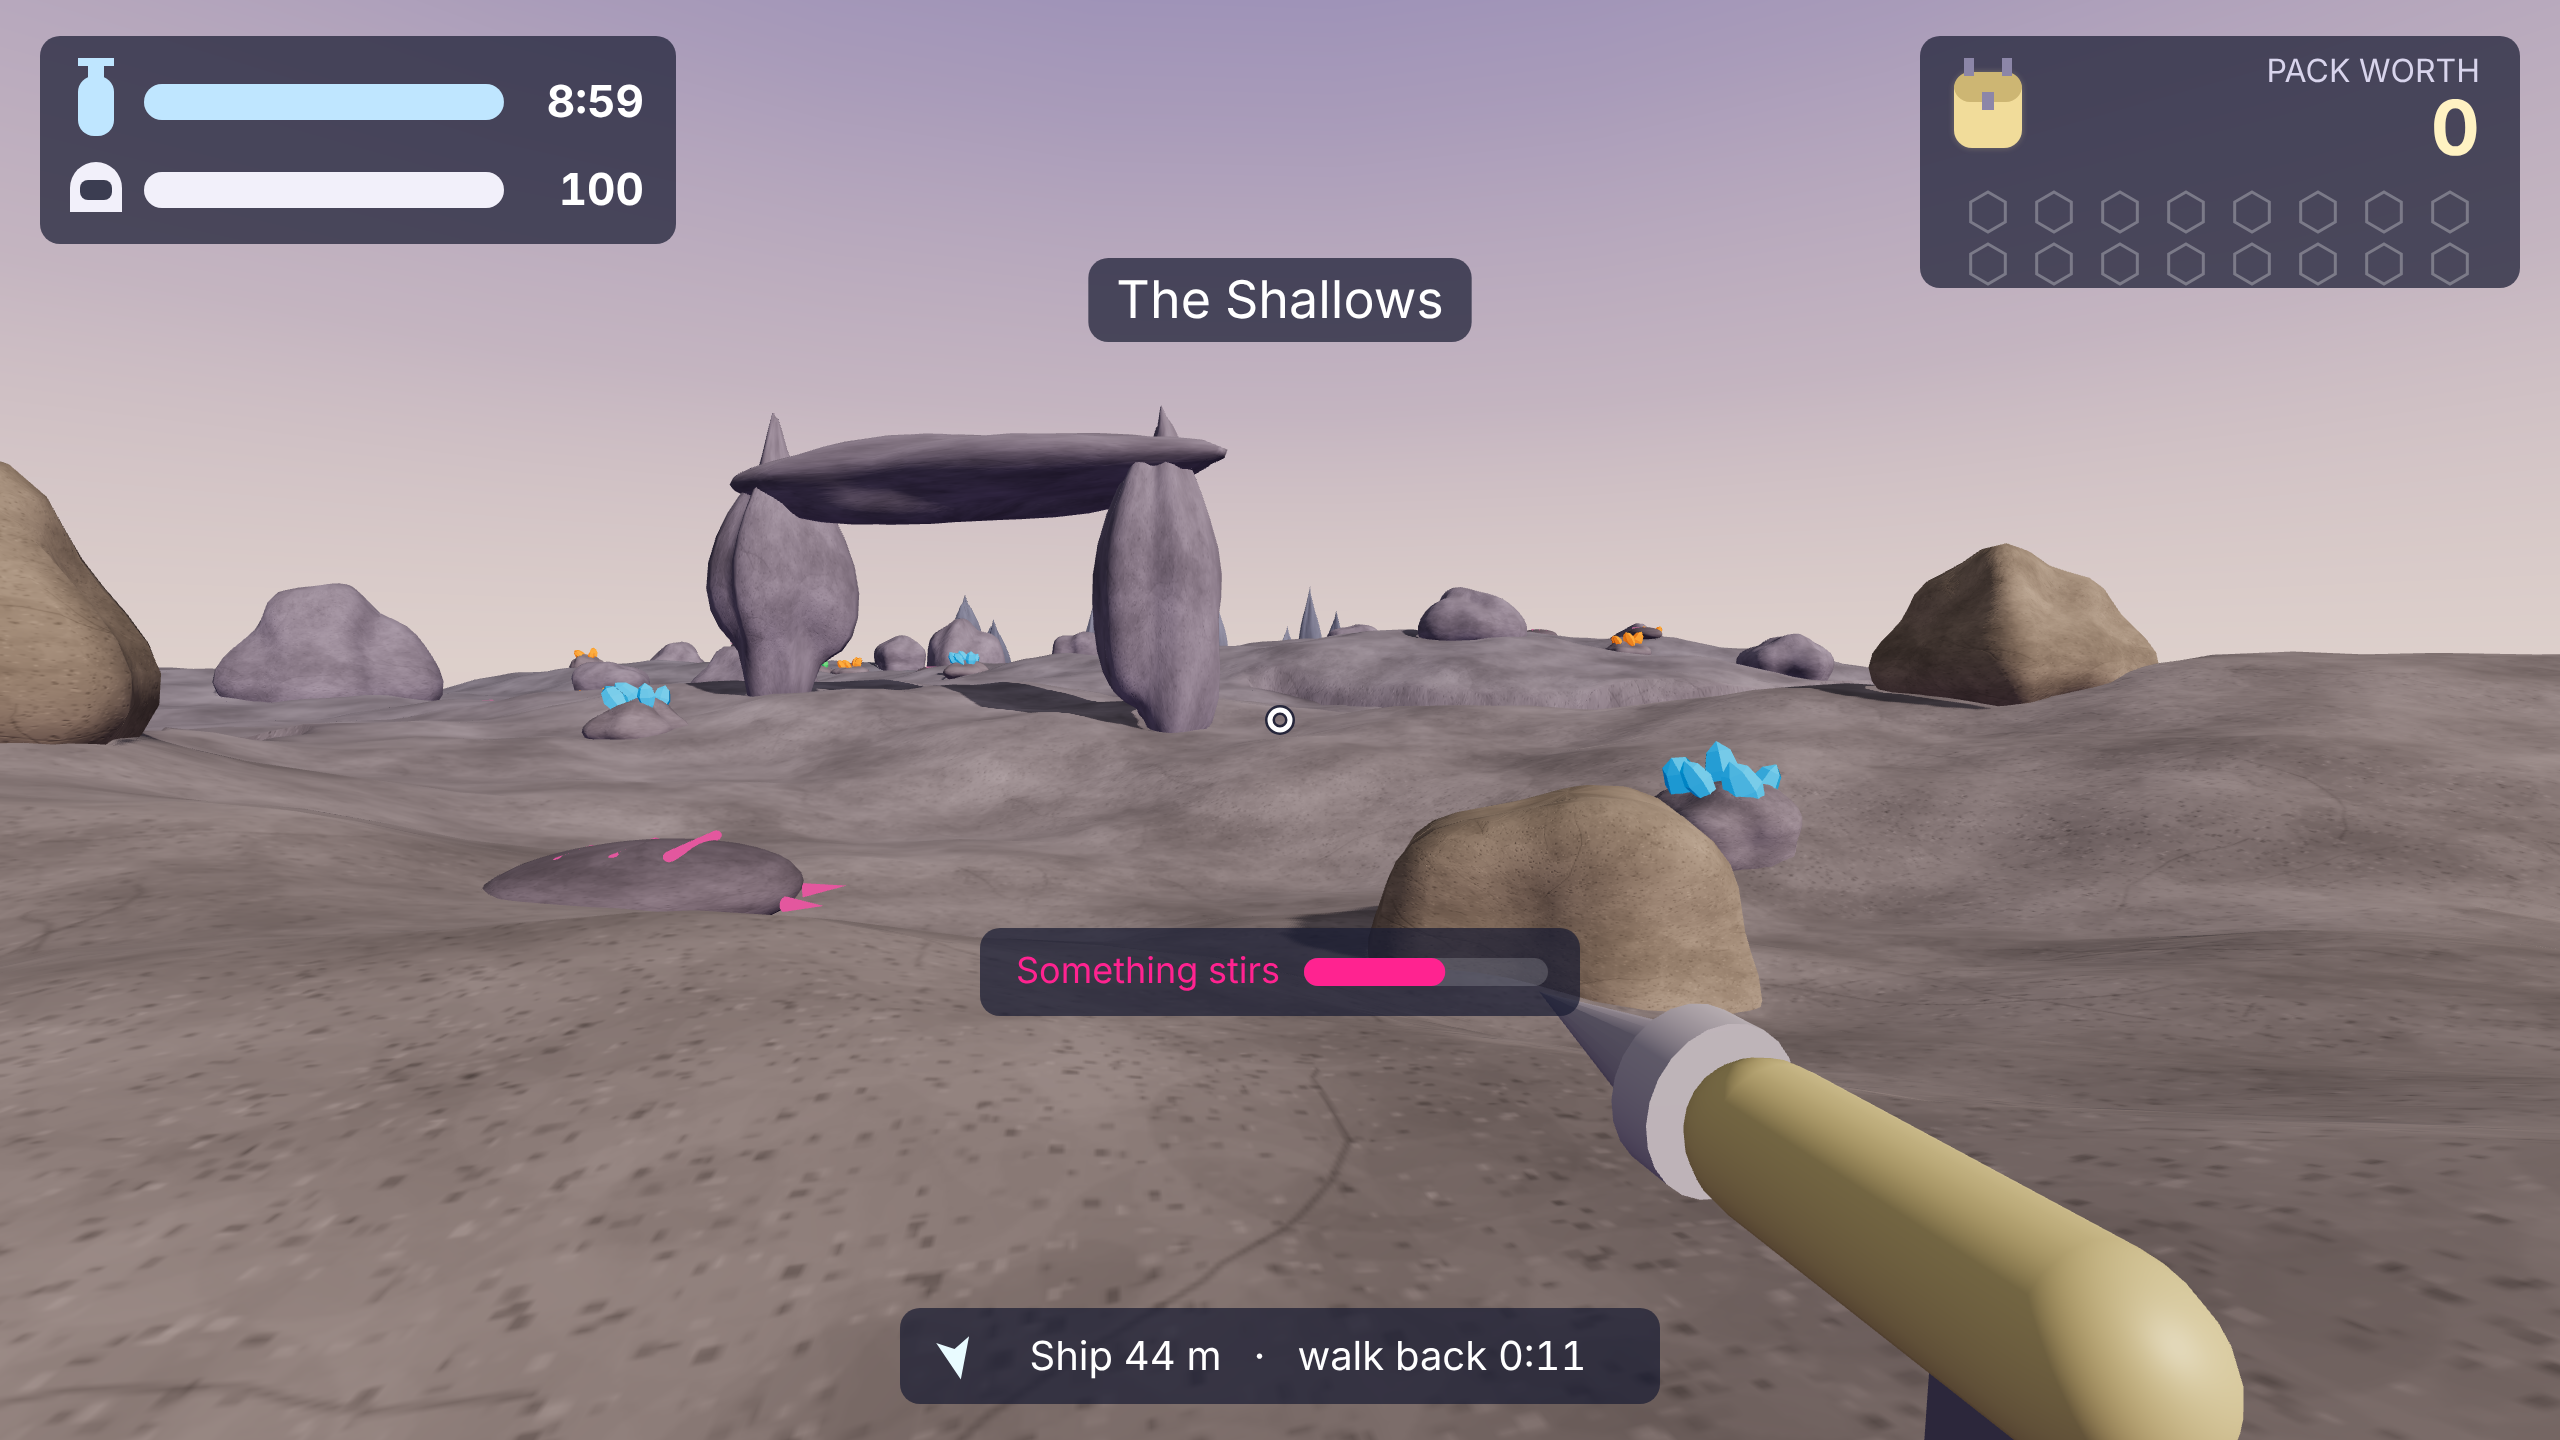 8:59
100
PACK WORTH
0
The Shallows
Something stirs
Ship 44 m · walk back 0:11